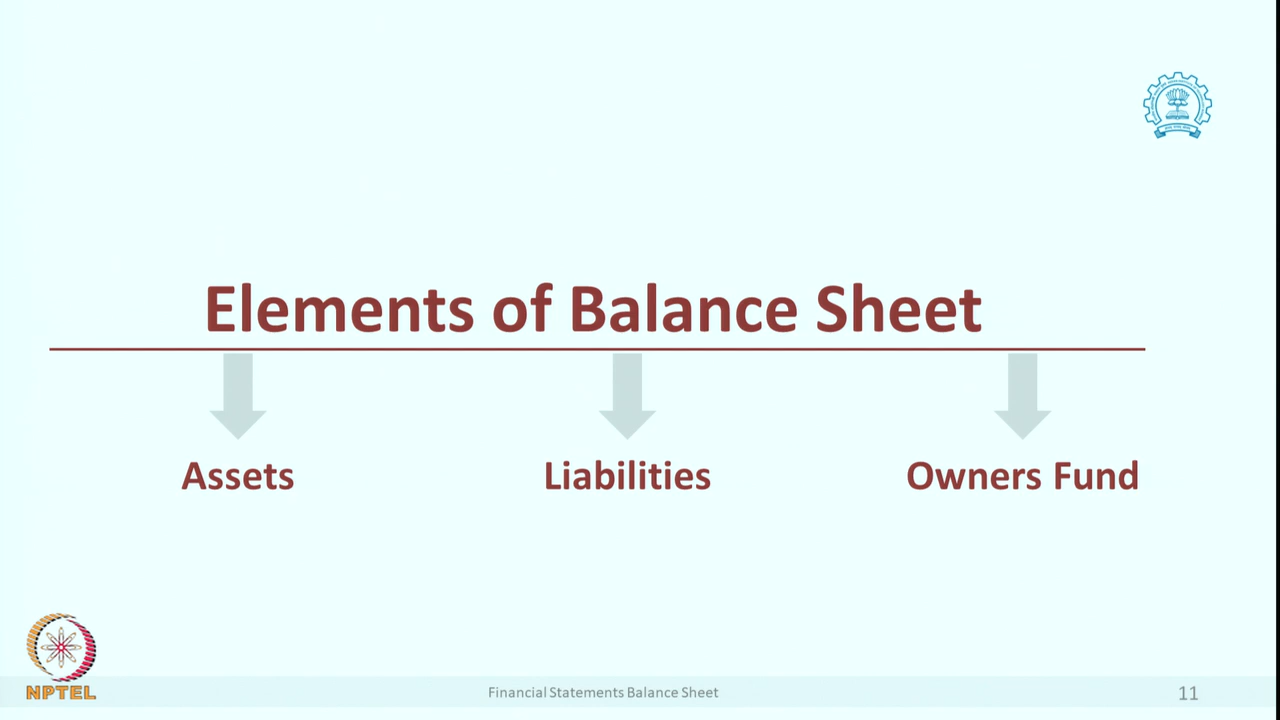 Elements of Balance Sheet
Assets
Liabilities
Owners Fund
NPTEL
Financial Statements Balance Sheet
11